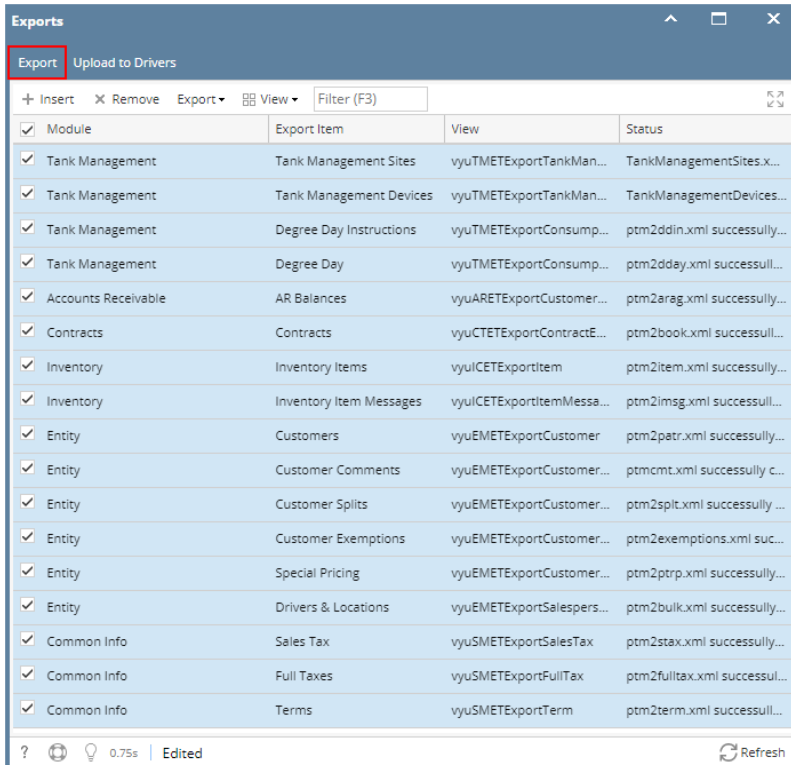 Exports
Export Upload to Drivers
+ Insert X Remove Export View Filter (F3)
Module Export Item View Status
Tank Management Tank Management Sites vyuTMETExportTankMan... TankManagementSites.x...
Tank Management Tank Management Devices vyuTMETExportTankMan... TankManagementDevices...
Tank Management Degree Day Instructions vyuTMETExportConsump... ptm2ddin.xml successfully...
Tank Management Degree Day vyuTMETExportConsump... ptm2dday.xml successfull...
Accounts Receivable AR Balances vyuARETExportCustomer... ptm2arag.xml successfully...
Contracts Contracts vyuCTETExportContractE... ptm2book.xml successfull...
Inventory Inventory Items vyuICETExportItem ptm2item.xml successfully...
Inventory Inventory Item Messages vyuICETExportItemMessa... ptm2imsg.xml successfull...
Entity Customers vyuEMETExportCustomer ptm2patr.xml successfully...
Entity Customer Comments vyuEMETExportCustomer... ptmcmt.xml successfully c...
Entity Customer Splits vyuEMETExportCustomer... ptm2splt.xml successfully ...
Entity Customer Exemptions vyuEMETExportCustomer... ptm2exemptions.xml suc...
Entity Special Pricing vyuEMETExportCustomer... ptm2ptrp.xml successfully...
Entity Drivers & Locations vyuEMETExportSalespers... ptm2bulk.xml successfully...
Common Info Sales Tax vyuSMETExportSalesTax ptm2stax.xml successfully...
Common Info Full Taxes vyuSMETExportFullTax ptm2fulltax.xml successful...
Common Info Terms vyuSMETExportTerm ptm2term.xml successfull...
? 0.75s Edited Refresh